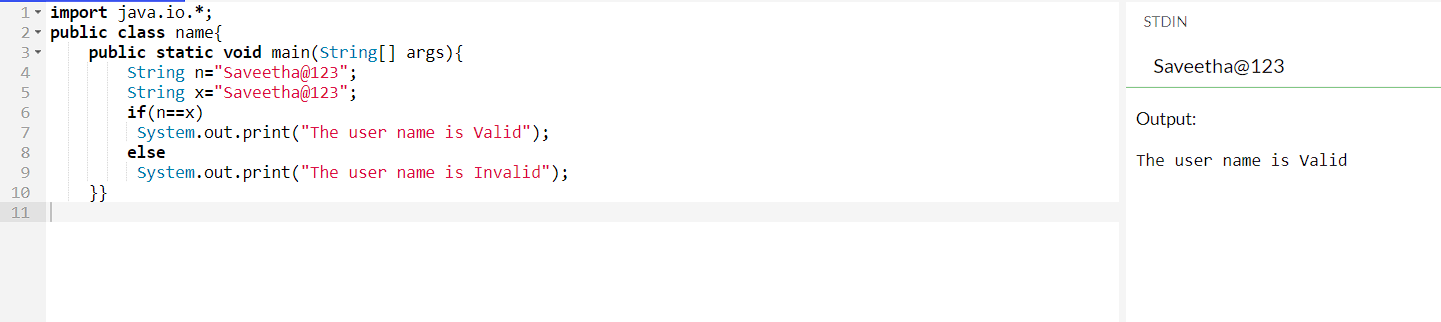 1 import java.io.*;
2 public class name{
3 public static void main(String[] args){
4 String n="Saveetha@123";
5 String x="Saveetha@123";
6 if(n==x)
7 System.out.print("The user name is Valid");
8 else
9 System.out.print("The user name is Invalid");
10 }}
11
STDIN
Saveetha@123
Output:
The user name is Valid